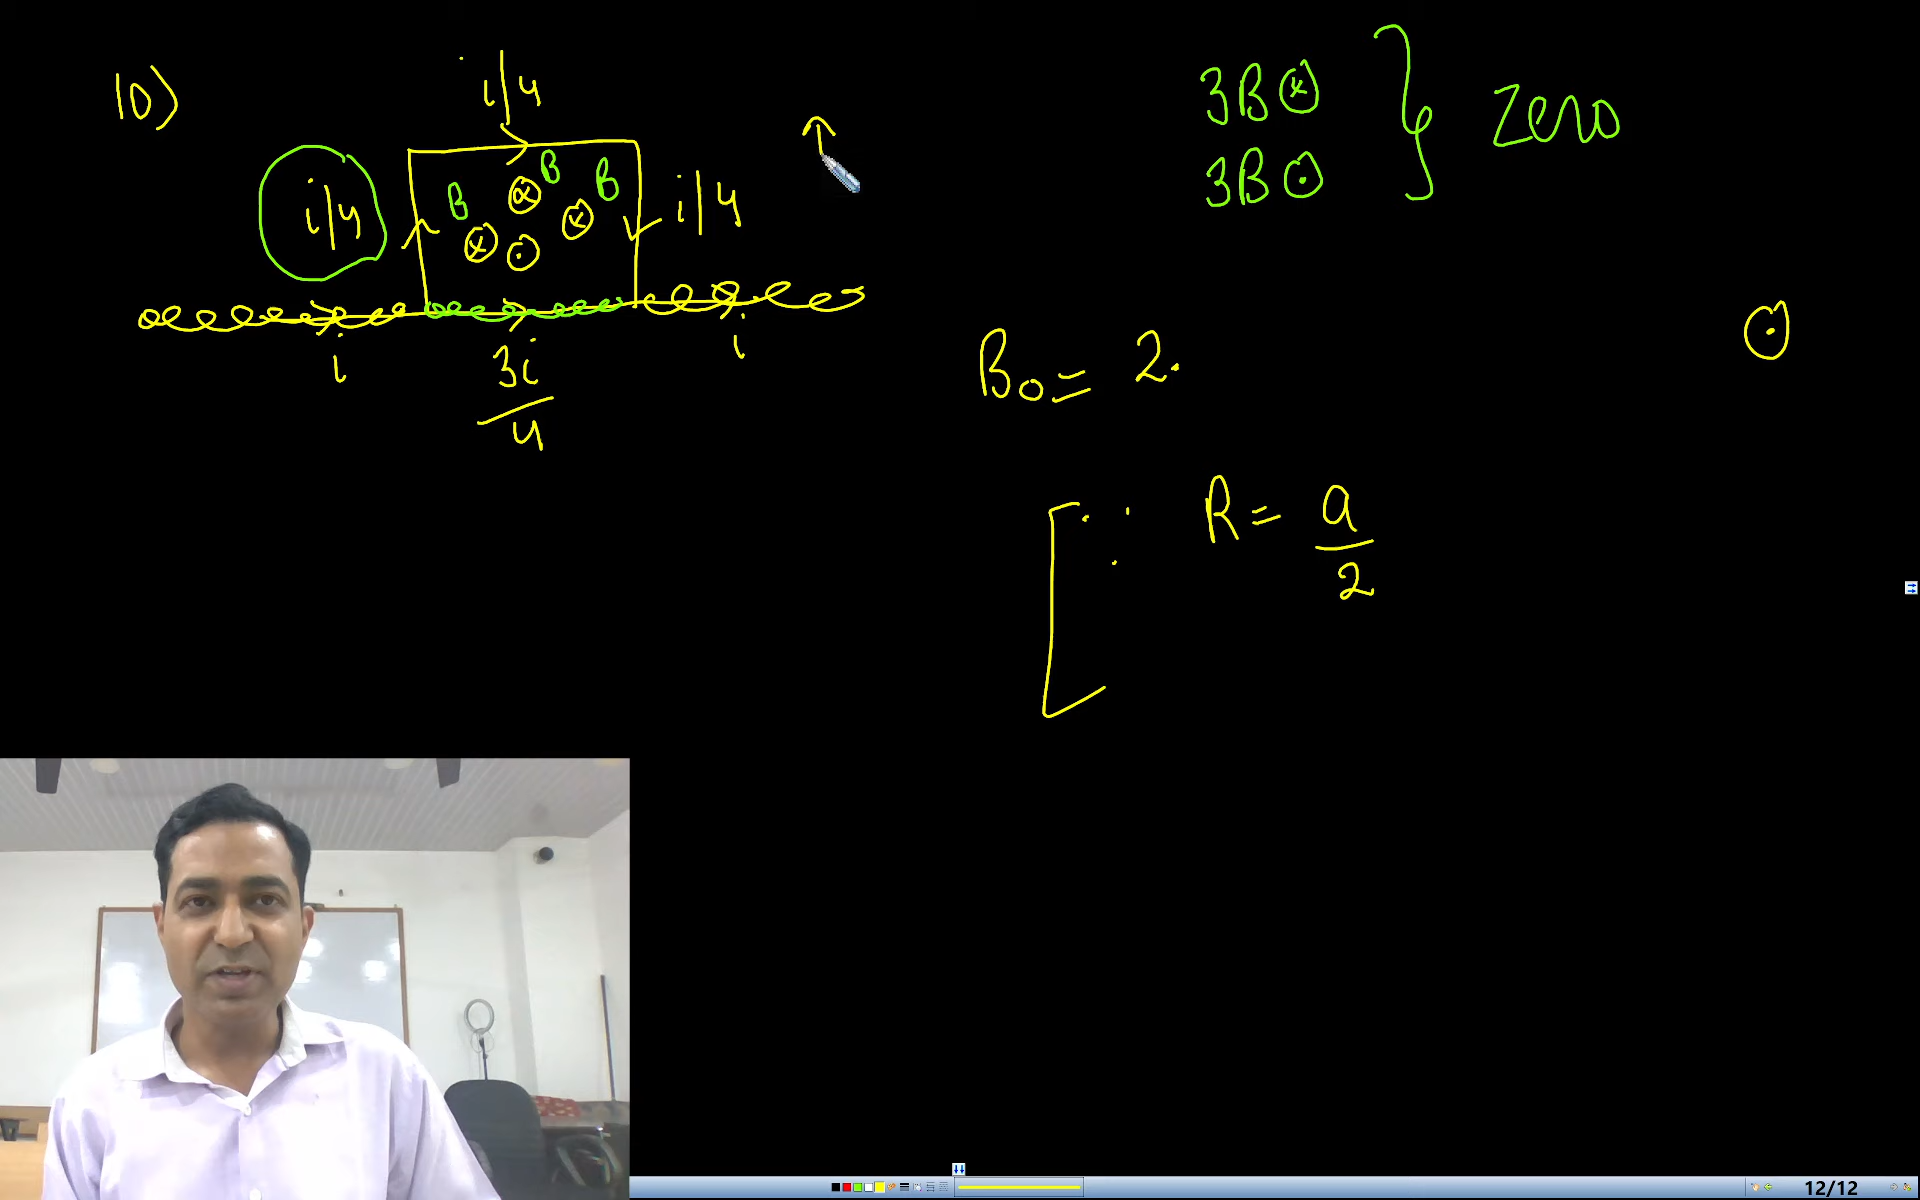 10)
i/4
i/4
B
B
B
i/4
i
3i
4
i
3B ⊗
3B ⊙
} Zero
B₀ = 2.
[ ∵ R = a
2
12/12